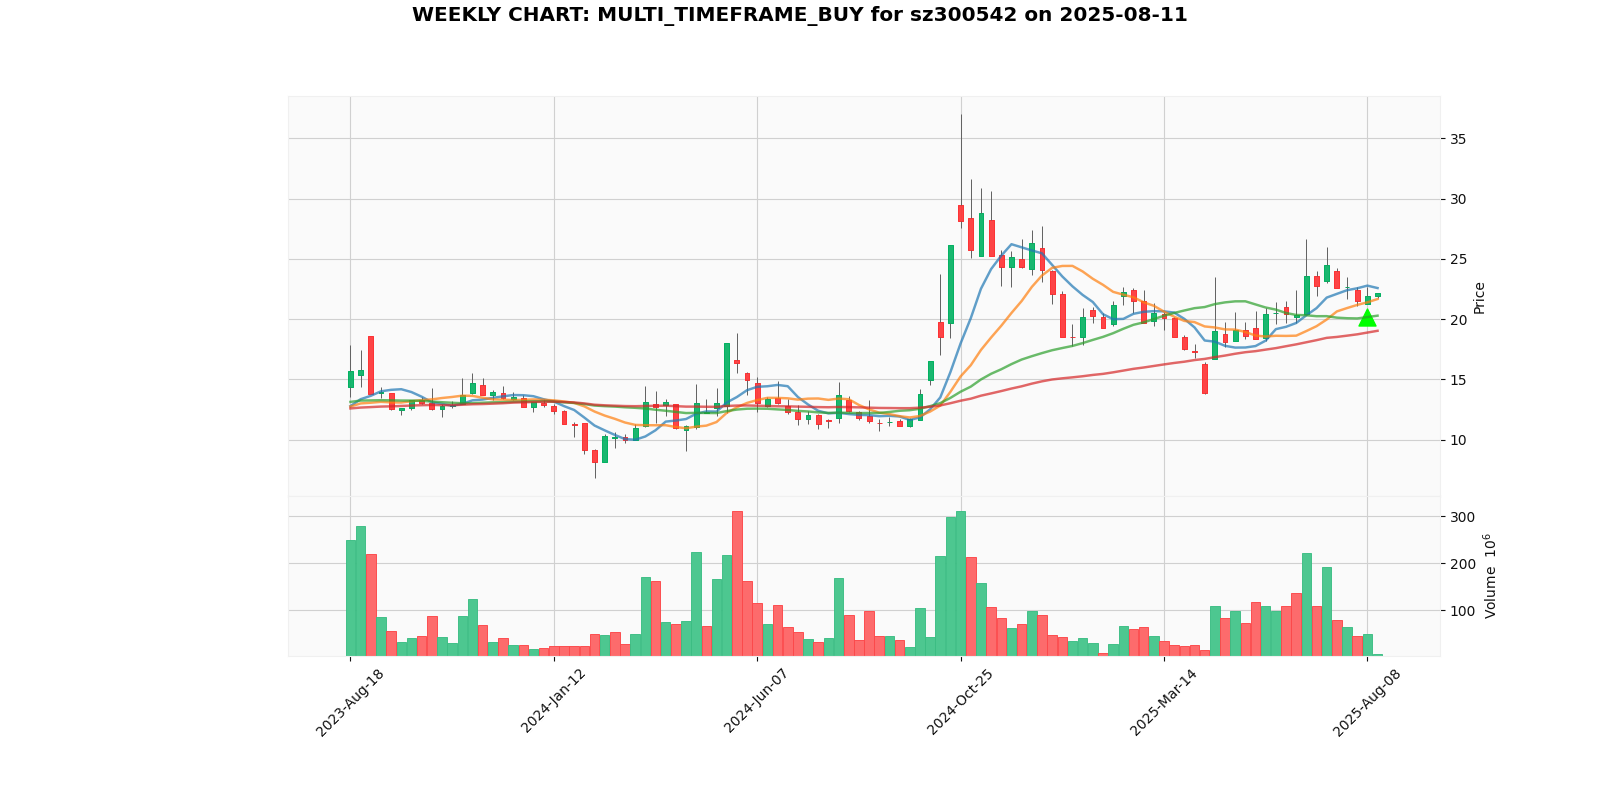 WEEKLY CHART: MULTI_TIMEFRAME_BUY for sz300542 on 2025-08-11
35
30
25
20
15
10
Price
300
200
100
Volume 10⁶
2023-Aug-18
2024-Jan-12
2024-Jun-07
2024-Oct-25
2025-Mar-14
2025-Aug-08